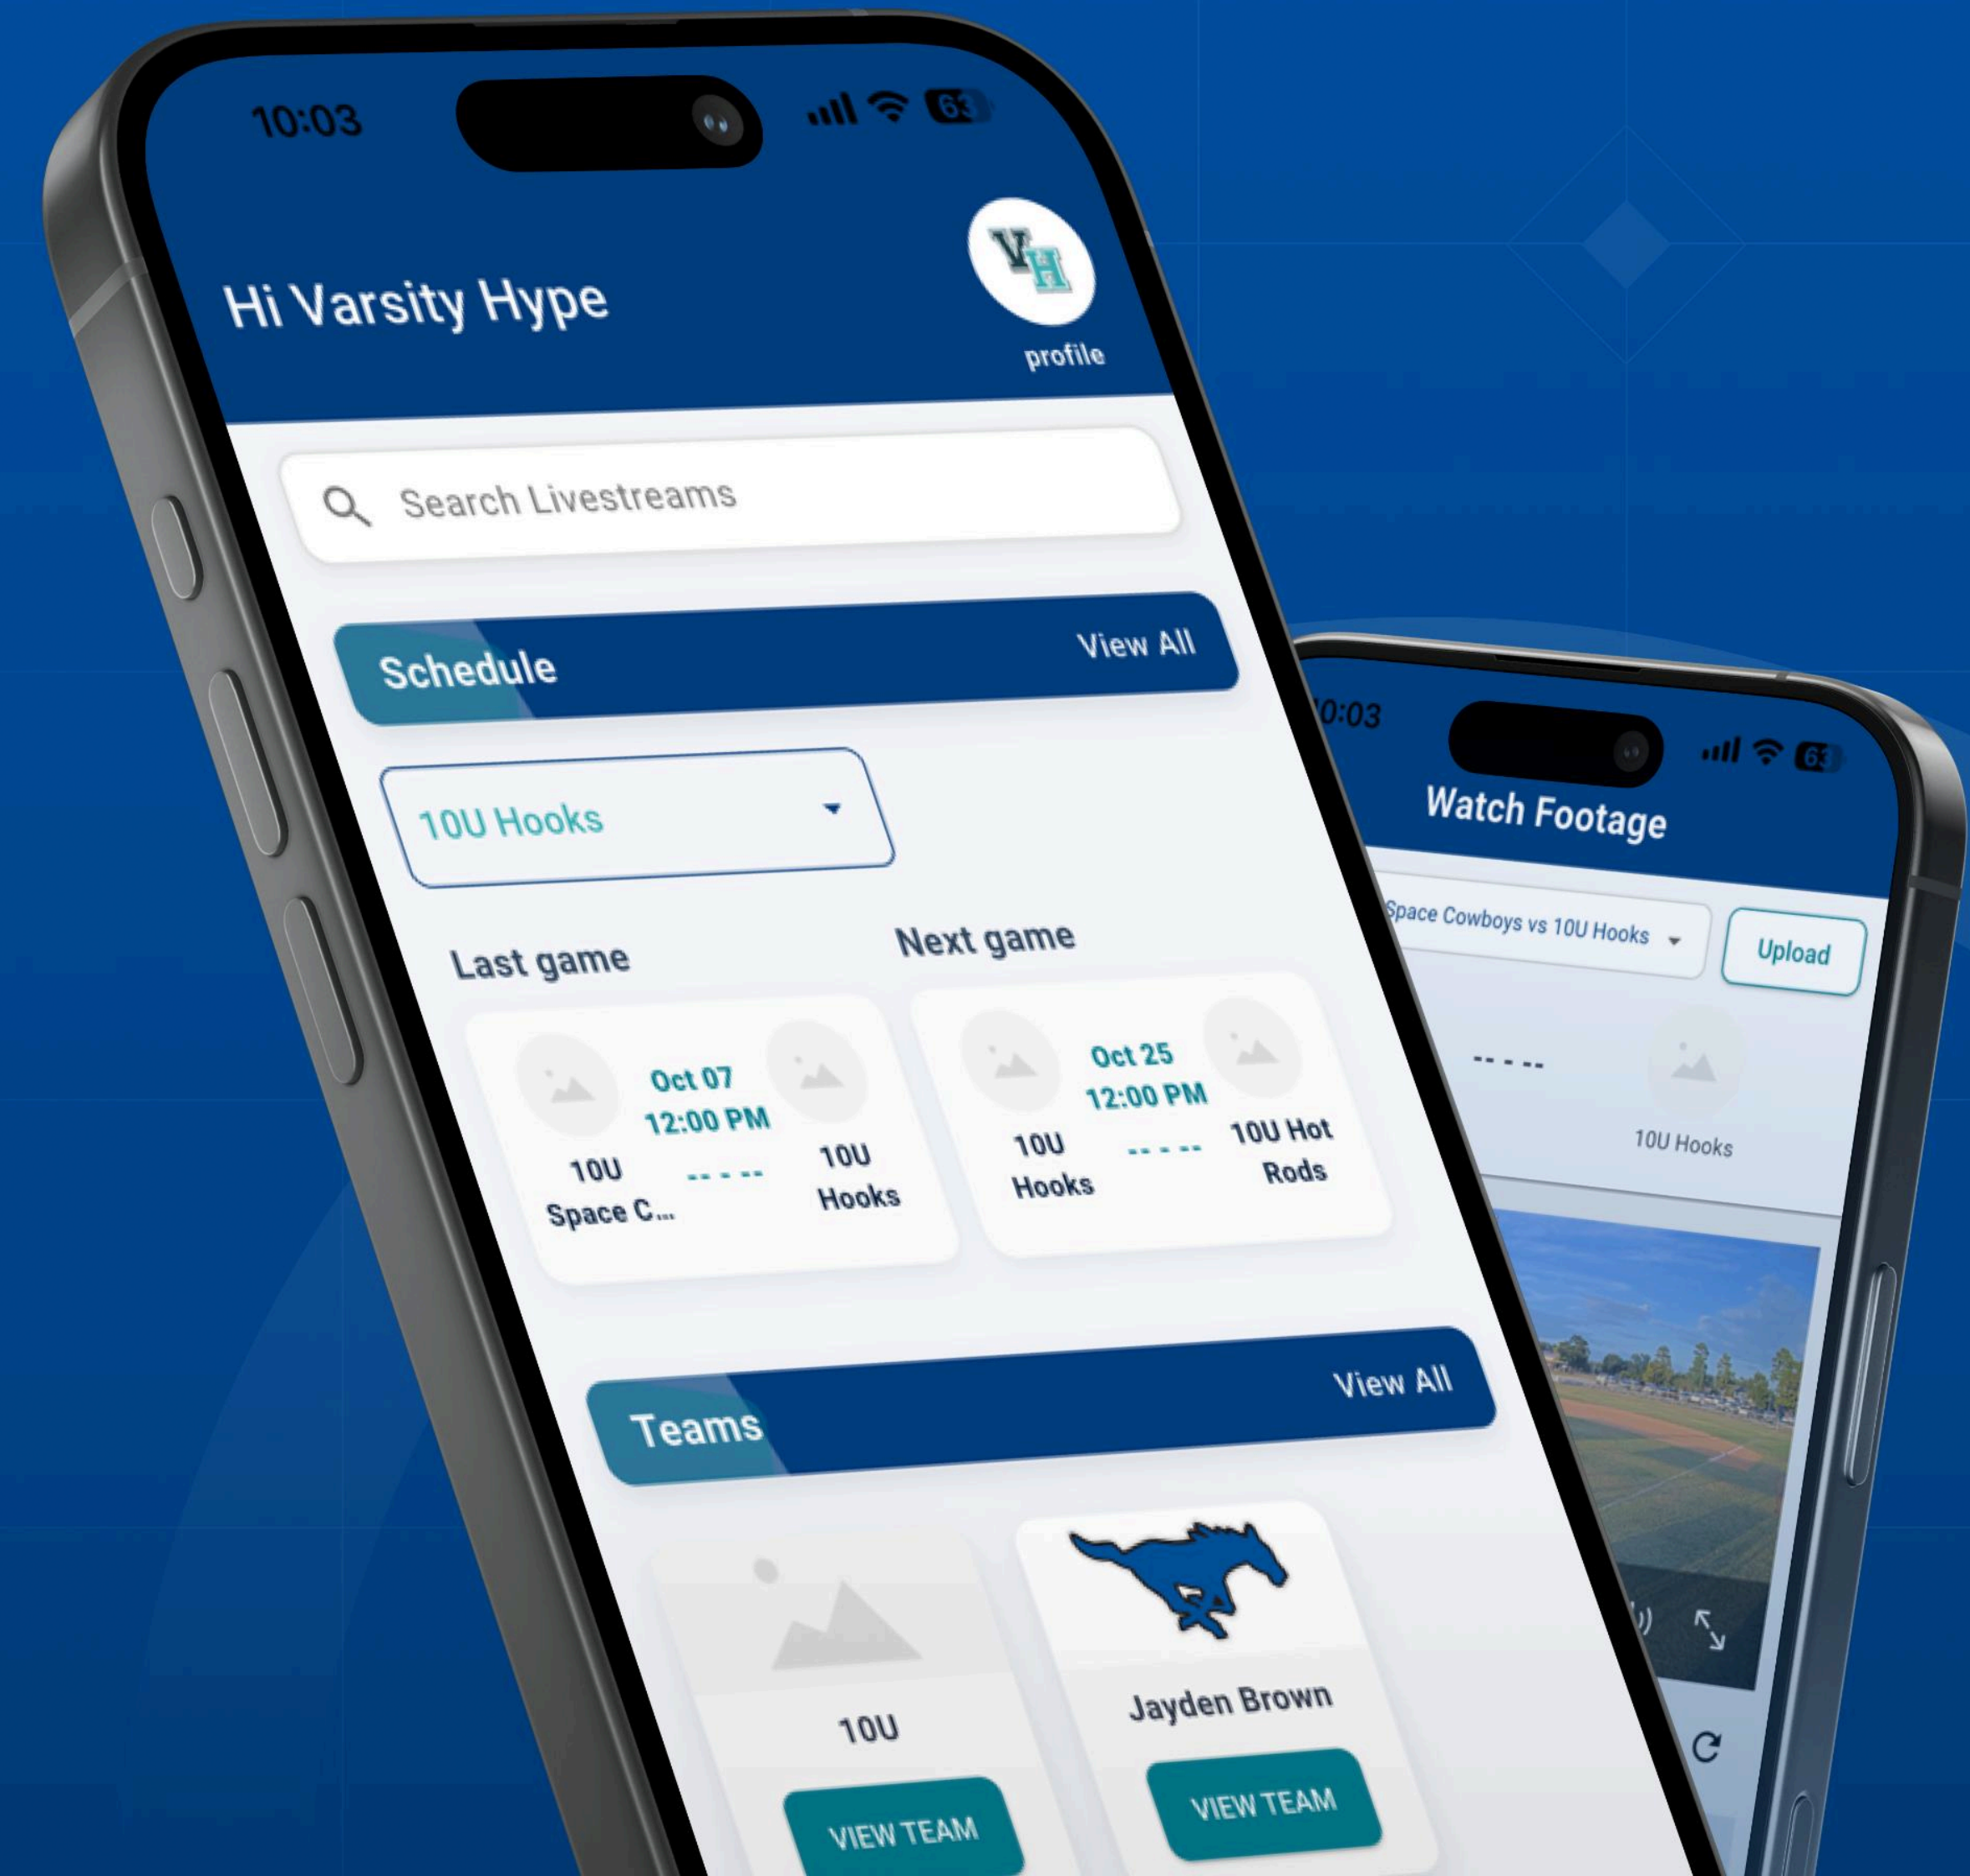 10:03
63
VH
Hi Varsity Hype
profile
Search Livestreams
Schedule
View All
10U Hooks
Last game
Next game
Oct 07
12:00 PM
10U
Space C...
-- - --
10U
Hooks
Oct 25
12:00 PM
10U
Hooks
-- - --
10U Hot
Rods
Teams
View All
10U
VIEW TEAM
Jayden Brown
VIEW TEAM
0:03
63
Watch Footage
Space Cowboys vs 10U Hooks
Upload
-- - --
10U Hooks